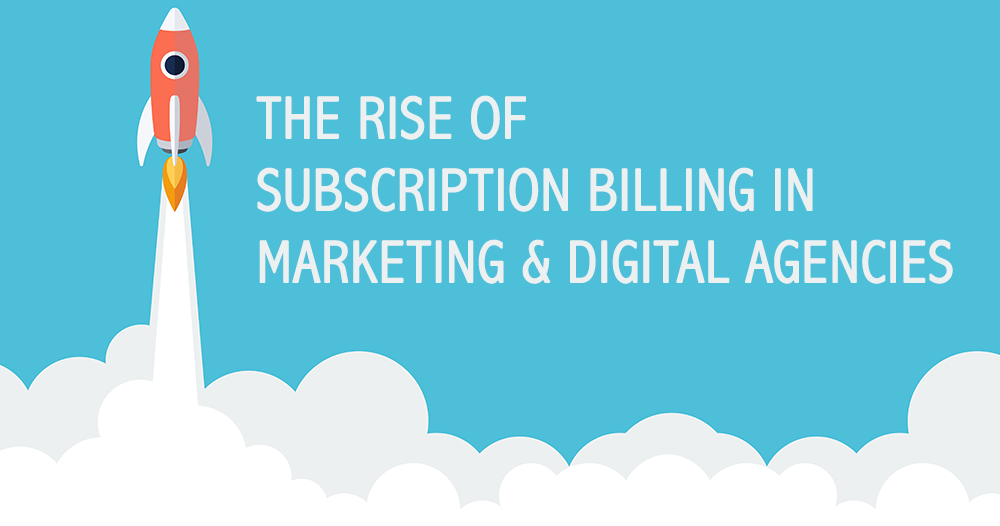 THE RISE OF
SUBSCRIPTION BILLING IN
MARKETING & DIGITAL AGENCIES